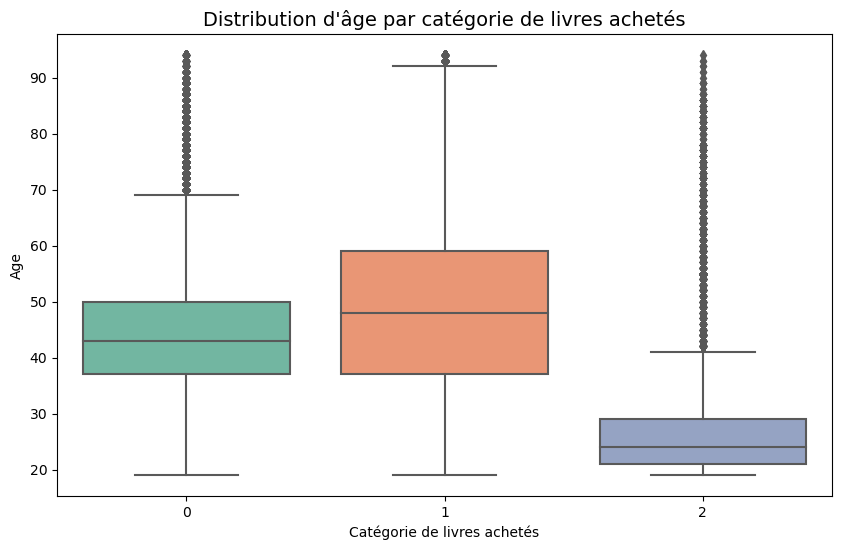 Distribution d'âge par catégorie de livres achetés
90
80
70
60
50
40
30
20
Age
0 1 2
Catégorie de livres achetés